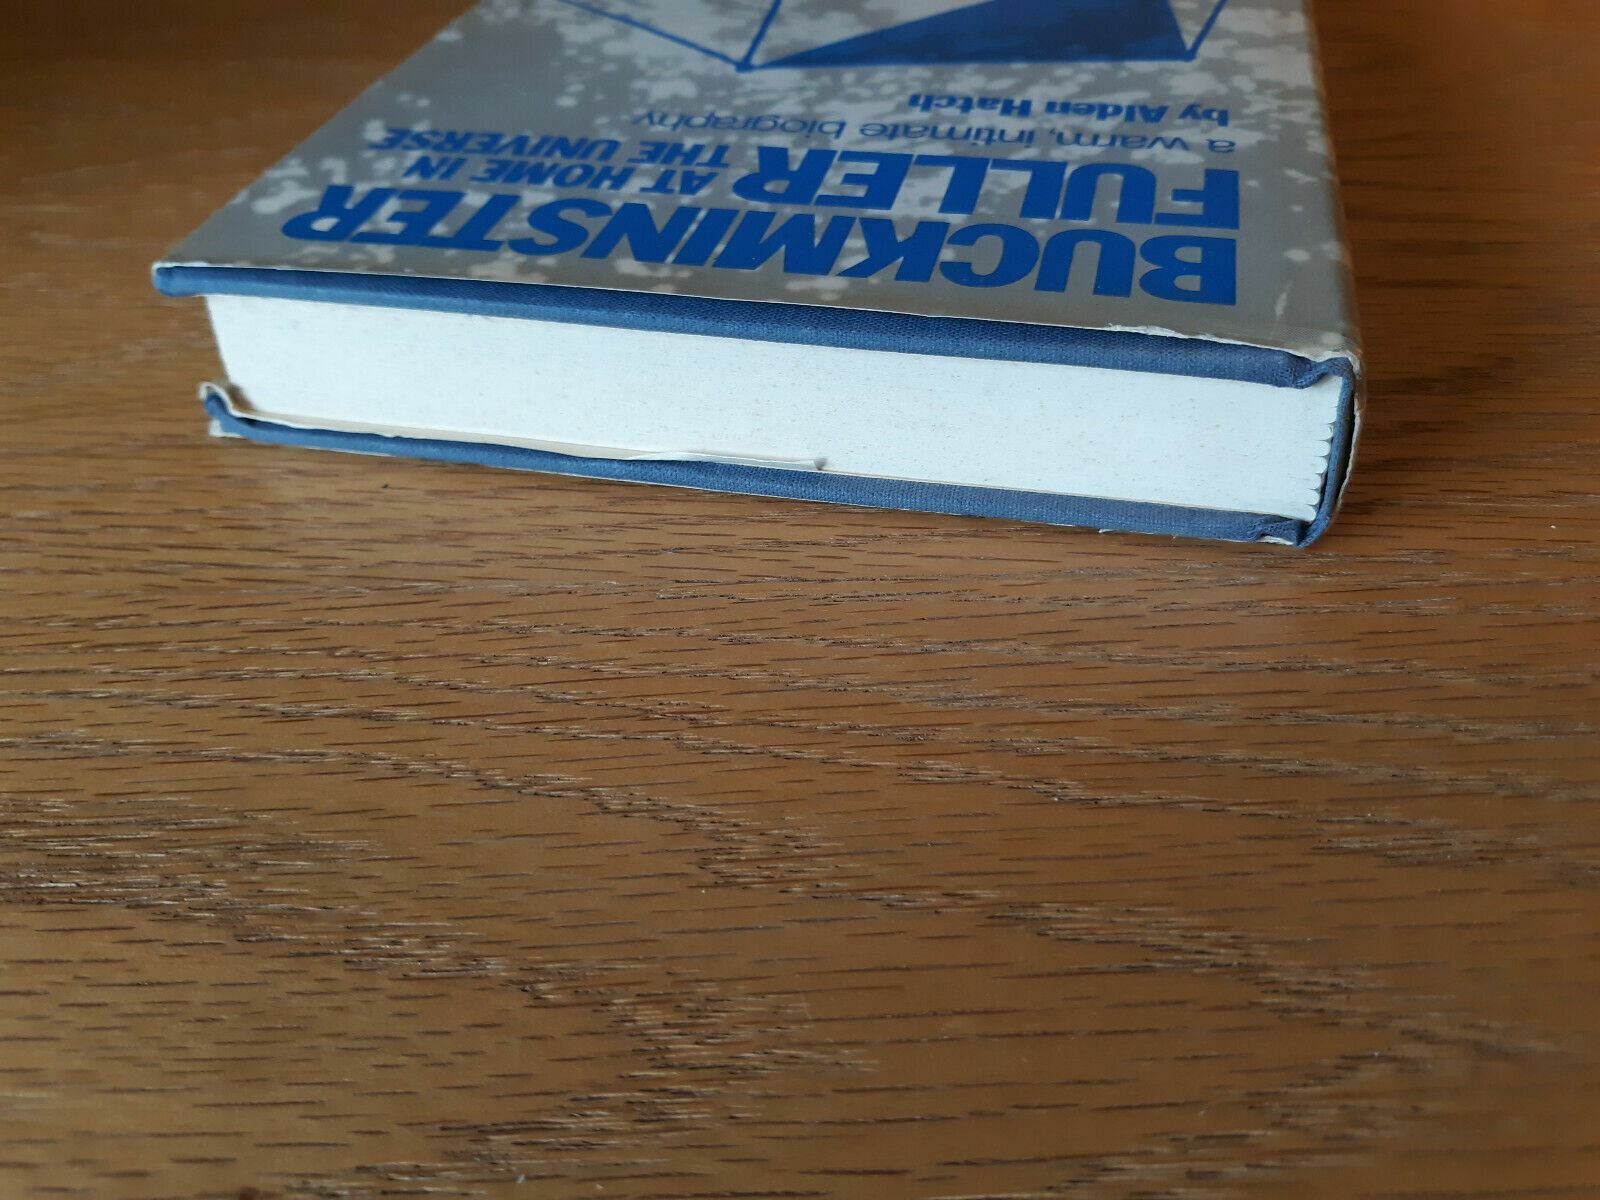 BUCKMINSTER
FULLER AT HOME IN
THE UNIVERSE
a warm, intimate biography
by Alden Hatch